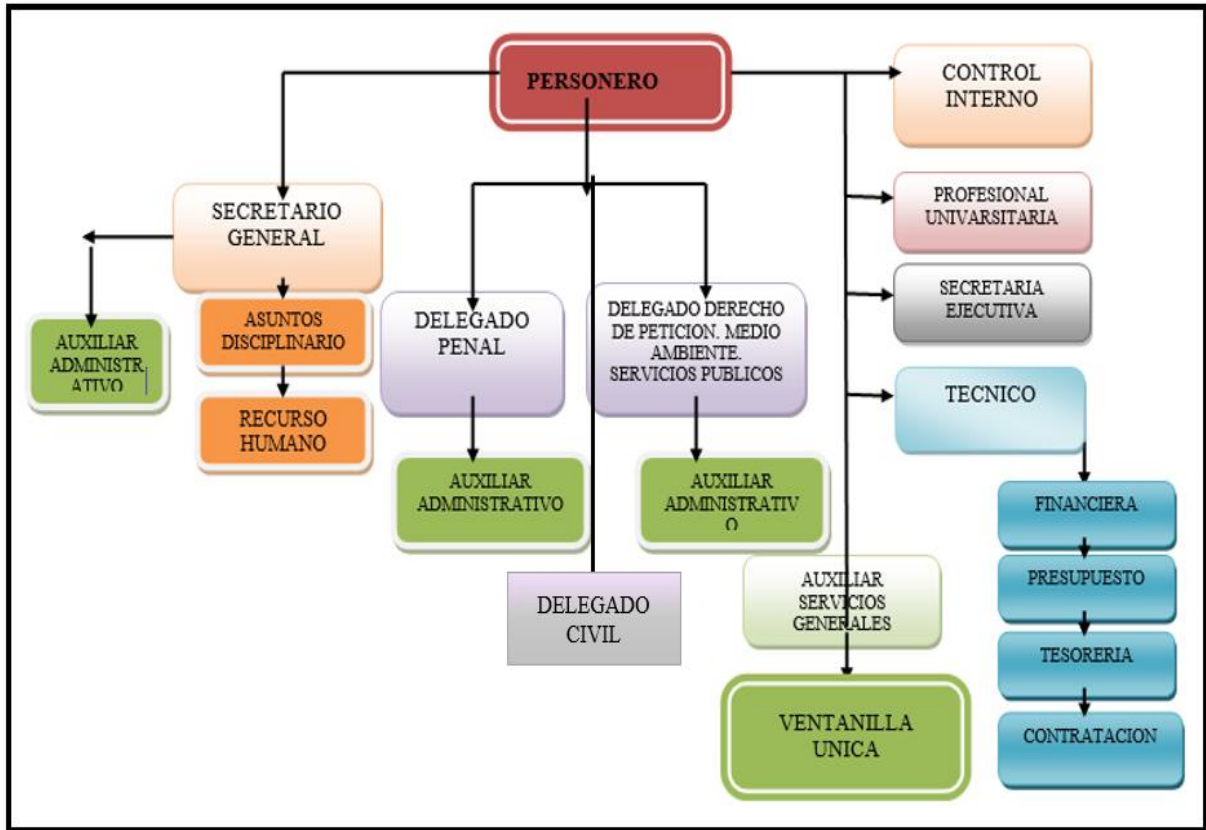 PERSONERO
CONTROL
INTERNO
SECRETARIO
GENERAL
PROFESIONAL
UNIVARSITARIA
SECRETARIA
EJECUTIVA
AUXILIAR
ADMINISTR
ATIVO
ASUNTOS
DISCIPLINARIO
RECURSO
HUMANO
DELEGADO
PENAL
DELEGADO DERECHO
DE PETICION. MEDIO
AMBIENTE.
SERVICIOS PUBLICOS
TECNICO
AUXILIAR
ADMINISTRATIVO
AUXILIAR
ADMINISTRATIV
O
DELEGADO
CIVIL
AUXILIAR
SERVICIOS
GENERALES
VENTANILLA
UNICA
FINANCIERA
PRESUPUESTO
TESORERIA
CONTRATACION